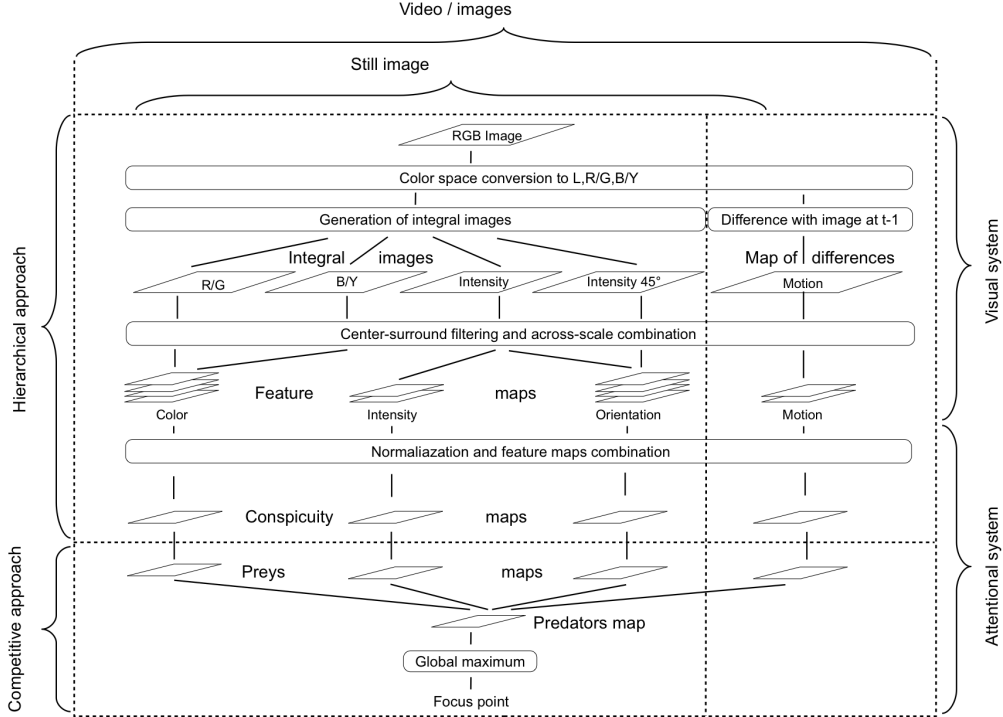 Video / images
Still image
RGB Image
Color space conversion to L,R/G,B/Y
Generation of integral images
Difference with image at t-1
Integral images
Map of differences
R/G
B/Y
Intensity
Intensity 45°
Motion
Center-surround filtering and across-scale combination
Feature maps
Color
Intensity
Orientation
Motion
Normaliazation and feature maps combination
Conspicuity maps
Preys maps
Predators map
Global maximum
Focus point
Hierarchical approach
Competitive approach
Visual system
Attentional system